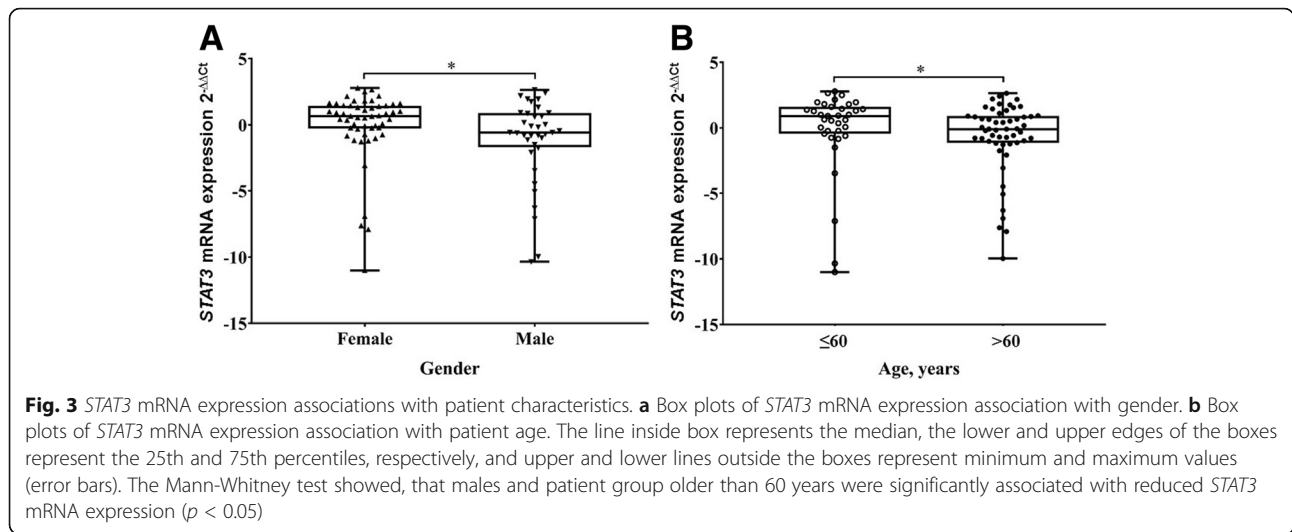 A
B
STAT3 mRNA expression 2-ΔΔCt
5
0
-5
-10
-15
*
Female
Male
Gender
STAT3 mRNA expression 2-ΔΔCt
5
0
-5
-10
-15
*
≤60
>60
Age, years
Fig. 3 STAT3 mRNA expression associations with patient characteristics. a Box plots of STAT3 mRNA expression association with gender. b Box
plots of STAT3 mRNA expression association with patient age. The line inside box represents the median, the lower and upper edges of the boxes
represent the 25th and 75th percentiles, respectively, and upper and lower lines outside the boxes represent minimum and maximum values
(error bars). The Mann-Whitney test showed, that males and patient group older than 60 years were significantly associated with reduced STAT3
mRNA expression (p < 0.05)